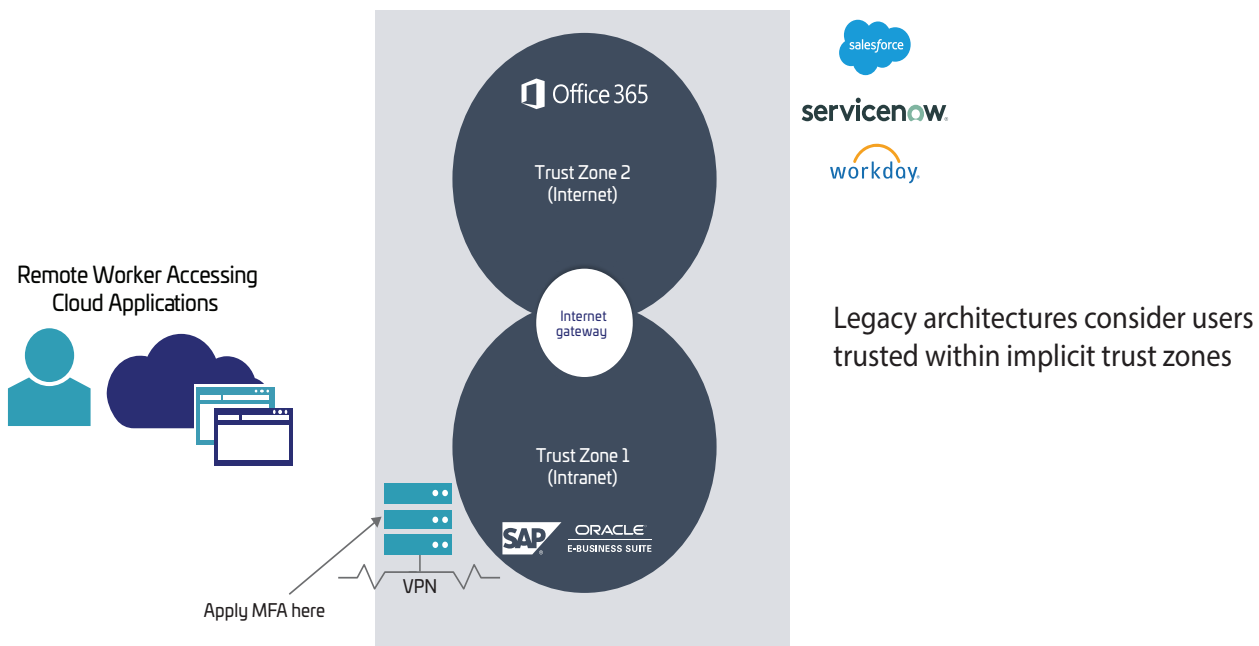 Office 365
Trust Zone 2
(Internet)
salesforce
servicenow.
workday.
Remote Worker Accessing
Cloud Applications
Internet
gateway
Legacy architectures consider users
trusted within implicit trust zones
Trust Zone 1
(Intranet)
SAP
ORACLE
E-BUSINESS SUITE
VPN
Apply MFA here